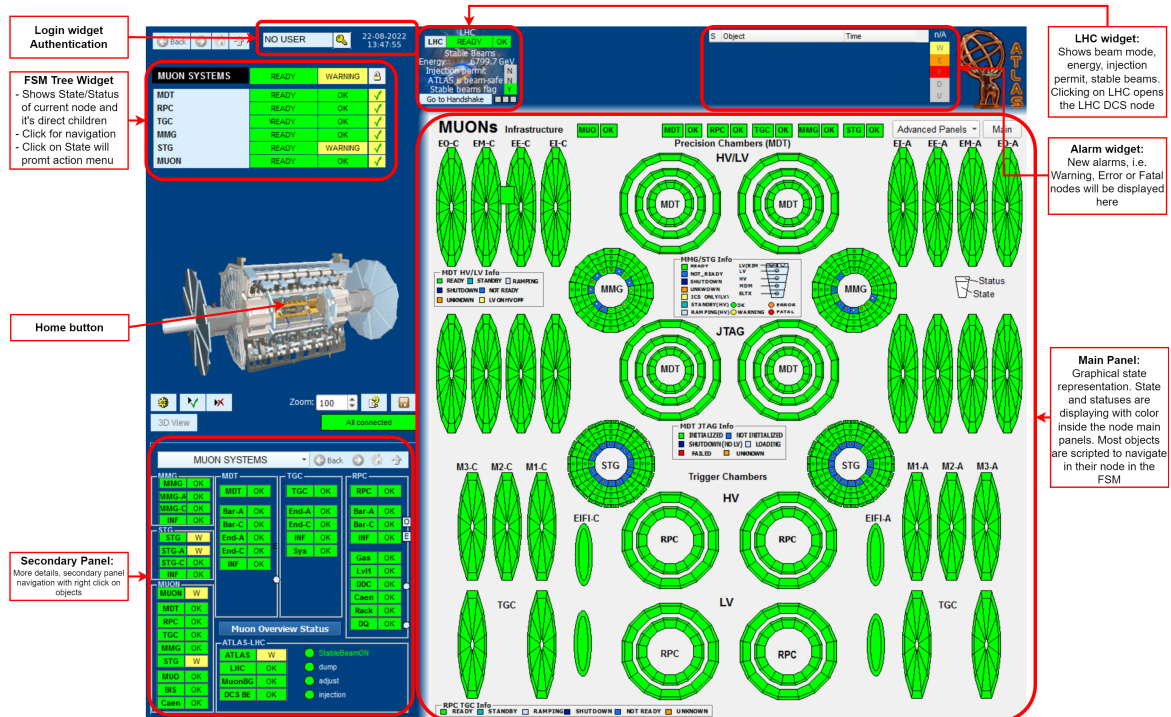 Login widget
Authentication
FSM Tree Widget
- Shows State/Status
of current node and
it's direct children
- Click for navigation
- Click on State will
promt action menu
Home button
Secondary Panel:
More details, secondary panel
navigation with right click on
objects
LHC widget:
Shows beam mode,
energy, injection
permit, stable beams.
Clicking on LHC opens
the LHC DCS node
Alarm widget:
New alarms, i.e.
Warning, Error or Fatal
nodes will be displayed
here
Main Panel:
Graphical state
representation. State
and statuses are
displaying with color
inside the node main
panels. Most objects
are scripted to navigate
in their node in the
FSM
Back
NO USER
22-08-2022
13:47:55
MUON SYSTEMS READY WARNING
MDT READY OK
RPC READY OK
TGC READY OK
MMG READY OK
STG READY WARNING
MUON READY OK
LHC
LHC READY OK
Stable Beams
Energy 6799.7 GeV
Injection permit N
ATLAS is beam-safe N
Stable beams flag Y
Go to Handshake
S Object Time n/A
W
E
F
D
U
ATLAS
Zoom: 100
3D View
All connected
MUONs Infrastructure MUO OK MDT OK RPC OK TGC OK MMG OK STG OK Advanced Panels Main
EO-C EM-C EE-C EI-C Precision Chambers (MDT) EI-A EE-A EM-A EO-A
HV/LV
MDT MDT
MDT HV/LV Info
READY STANDBY RAMPING
SHUTDOWN NOT READY
UNKNOWN LV ON HV OFF
MMG/STG Info
READY
NOT_READY
SHUTDOWN
UNKNOWN
ICS ONLY(LV)
STANDBY(HV) OK ERROR
RAMPING(HV) WARNING FATAL
LV
HV
MDM
ELTX
MMG MMG
Status
State
JTAG
MDT MDT
MDT JTAG Info
INITIALIZED NOT INITIALIZED
SHUTDOWN(NO LV) LOADING
FAILED UNKNOWN
STG STG
M3-C M2-C M1-C Trigger Chambers M1-A M2-A M3-A
HV
EIFI-C EIFI-A
RPC RPC
TGC LV TGC
RPC RPC
RPC TGC Info
READY STANDBY RAMPING SHUTDOWN NOT READY UNKNOWN
MUON SYSTEMS Back
MMG
MMG OK
MMG-A OK
MMG-C OK
INF OK
STG
STG W
STG-A W
STG-C OK
INF OK
MUON
MUON W
MDT OK
RPC OK
TGC OK
MMG OK
STG W
MUO OK
BIS OK
Caen OK
MDT
MDT OK
Bar-A OK
Bar-C OK
End-A OK
End-C OK
INF OK
TGC
TGC OK
End-A OK
End-C OK
INF OK
Sys OK
RPC
RPC OK
Bar-A OK
Bar-C OK
INF OK
O
I
E
Gas OK
Lvl1 OK
DDC OK
Caen OK
Rack OK
DQ OK
Muon Overview Status
ATLAS-LHC
ATLAS W StableBeamON
LHC OK dump
MuonBG OK adjust
DCS BE OK injection